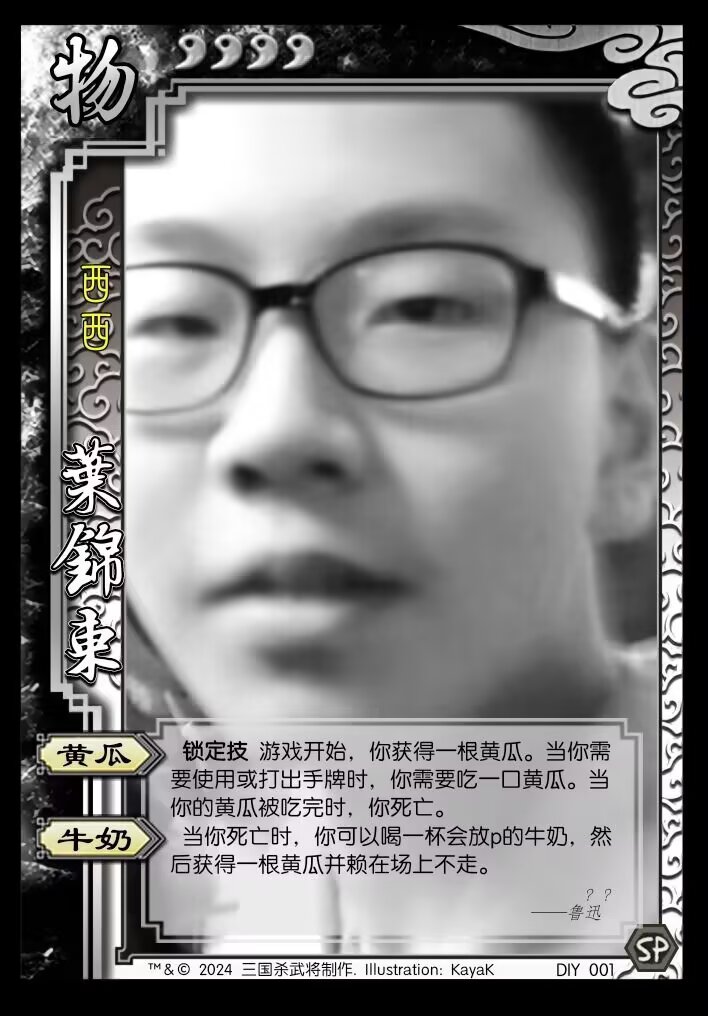 物
西西
葉錦東
黄瓜
锁定技 游戏开始，你获得一根黄瓜。当你需
要使用或打出手牌时，你需要吃一口黄瓜。当
你的黄瓜被吃完时，你死亡。
牛奶
当你死亡时，你可以喝一杯会放p的牛奶，然
后获得一根黄瓜并赖在场上不走。
？？
——鲁迅
SP
™&© 2024 三国杀武将制作. Illustration: KayaK DIY 001